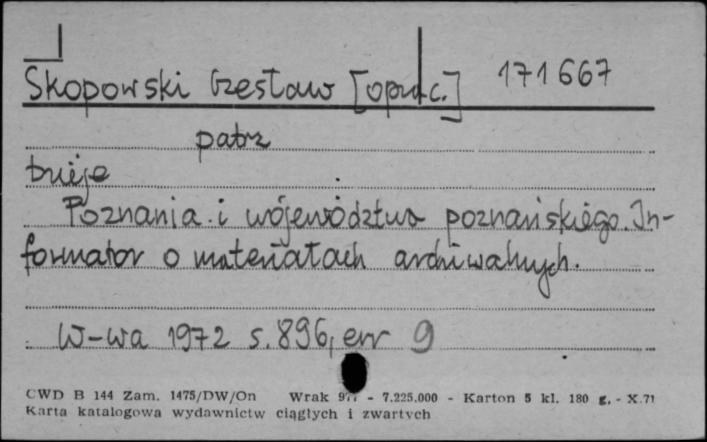 Skopowski Czesław [oprac.] 171667
patrz
Dzieje
Poznania i województwa poznańskiego. In-
formator o materiałach archiwalnych.
W-wa 1972 s. 896, err 9
CWD B 144 Zam. 1475/DW/On Wrak 977 - 7.225.000 - Karton 5 kl. 180 g. - X.71
Karta katalogowa wydawnictw ciągłych i zwartych